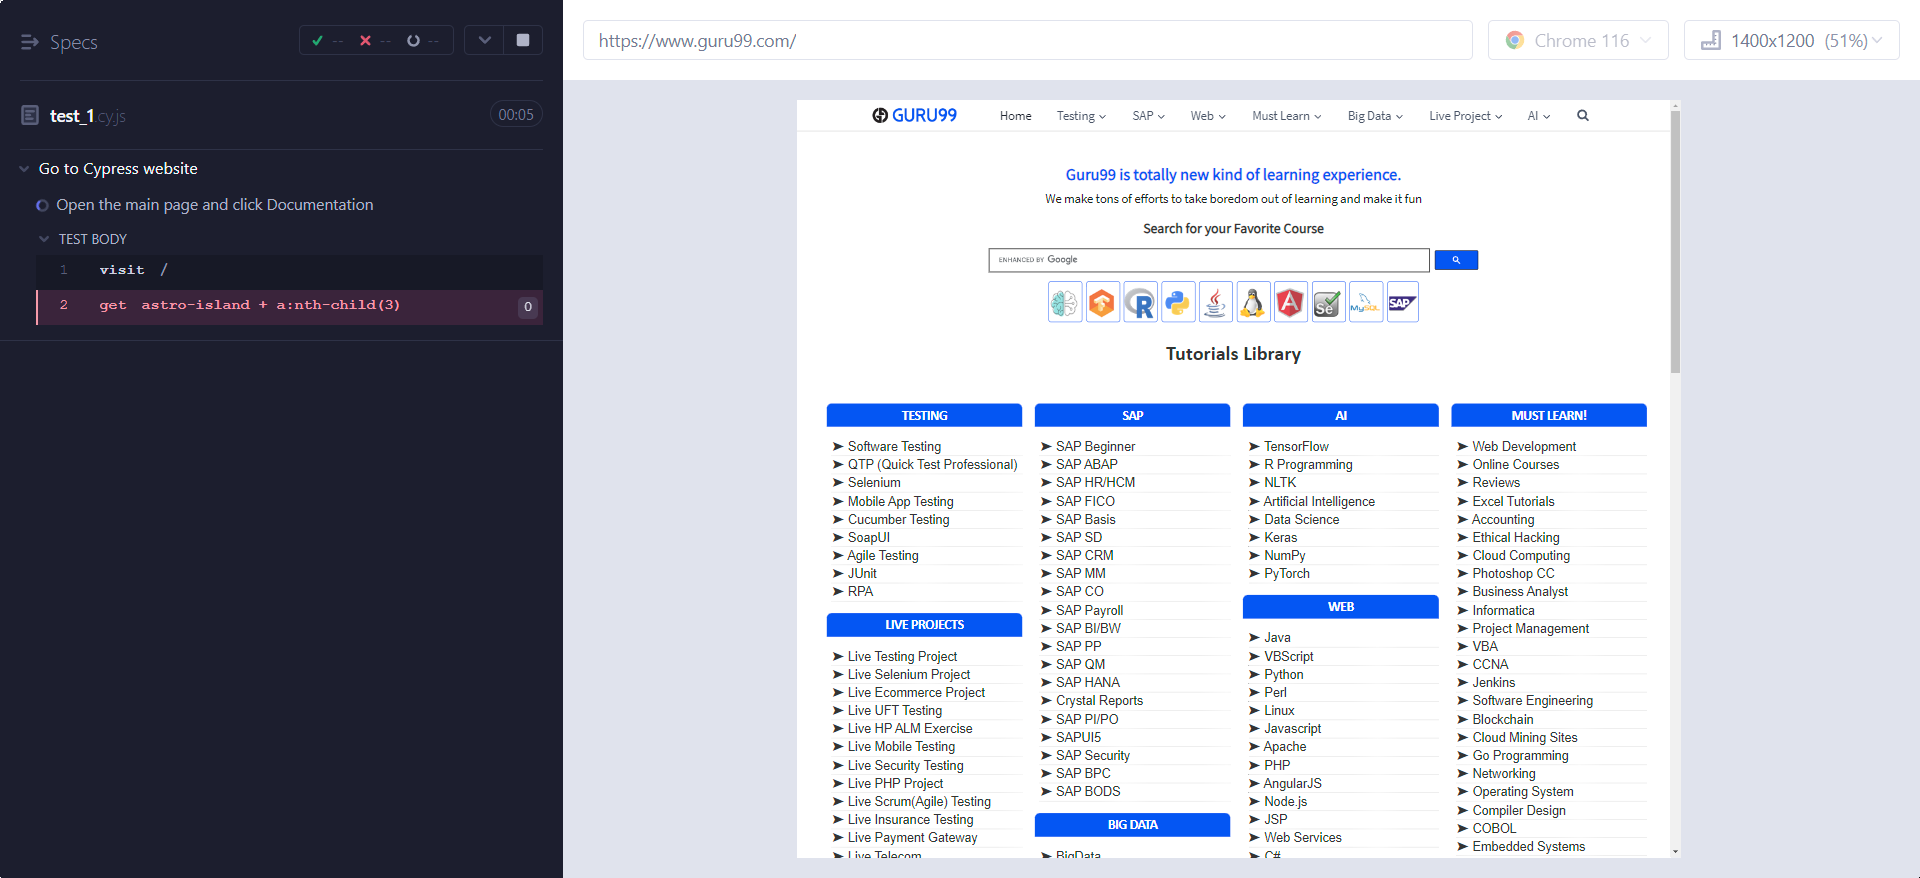 Specs
-- -- --
test_1.cy.js
00:05
Go to Cypress website
Open the main page and click Documentation
TEST BODY
1 visit /
2 get astro-island + a:nth-child(3) 0
https://www.guru99.com/
Chrome 116
1400x1200 (51%)
GURU99 Home Testing SAP Web Must Learn Big Data Live Project AI
Guru99 is totally new kind of learning experience.
We make tons of efforts to take boredom out of learning and make it fun
Search for your Favorite Course
ENHANCED BY Google
R Se MySQL SAP
Tutorials Library
TESTING
➤ Software Testing
➤ QTP (Quick Test Professional)
➤ Selenium
➤ Mobile App Testing
➤ Cucumber Testing
➤ SoapUI
➤ Agile Testing
➤ JUnit
➤ RPA
LIVE PROJECTS
➤ Live Testing Project
➤ Live Selenium Project
➤ Live Ecommerce Project
➤ Live UFT Testing
➤ Live HP ALM Exercise
➤ Live Mobile Testing
➤ Live Security Testing
➤ Live PHP Project
➤ Live Scrum(Agile) Testing
➤ Live Insurance Testing
➤ Live Payment Gateway
➤ Live Telecom
SAP
➤ SAP Beginner
➤ SAP ABAP
➤ SAP HR/HCM
➤ SAP FICO
➤ SAP Basis
➤ SAP SD
➤ SAP CRM
➤ SAP MM
➤ SAP CO
➤ SAP Payroll
➤ SAP BI/BW
➤ SAP PP
➤ SAP QM
➤ SAP HANA
➤ Crystal Reports
➤ SAP PI/PO
➤ SAPUI5
➤ SAP Security
➤ SAP BPC
➤ SAP BODS
BIG DATA
➤ BigData
AI
➤ TensorFlow
➤ R Programming
➤ NLTK
➤ Artificial Intelligence
➤ Data Science
➤ Keras
➤ NumPy
➤ PyTorch
WEB
➤ Java
➤ VBScript
➤ Python
➤ Perl
➤ Linux
➤ Javascript
➤ Apache
➤ PHP
➤ AngularJS
➤ Node.js
➤ JSP
➤ Web Services
➤ C#
MUST LEARN!
➤ Web Development
➤ Online Courses
➤ Reviews
➤ Excel Tutorials
➤ Accounting
➤ Ethical Hacking
➤ Cloud Computing
➤ Photoshop CC
➤ Business Analyst
➤ Informatica
➤ Project Management
➤ VBA
➤ CCNA
➤ Jenkins
➤ Software Engineering
➤ Blockchain
➤ Cloud Mining Sites
➤ Go Programming
➤ Networking
➤ Operating System
➤ Compiler Design
➤ COBOL
➤ Embedded Systems